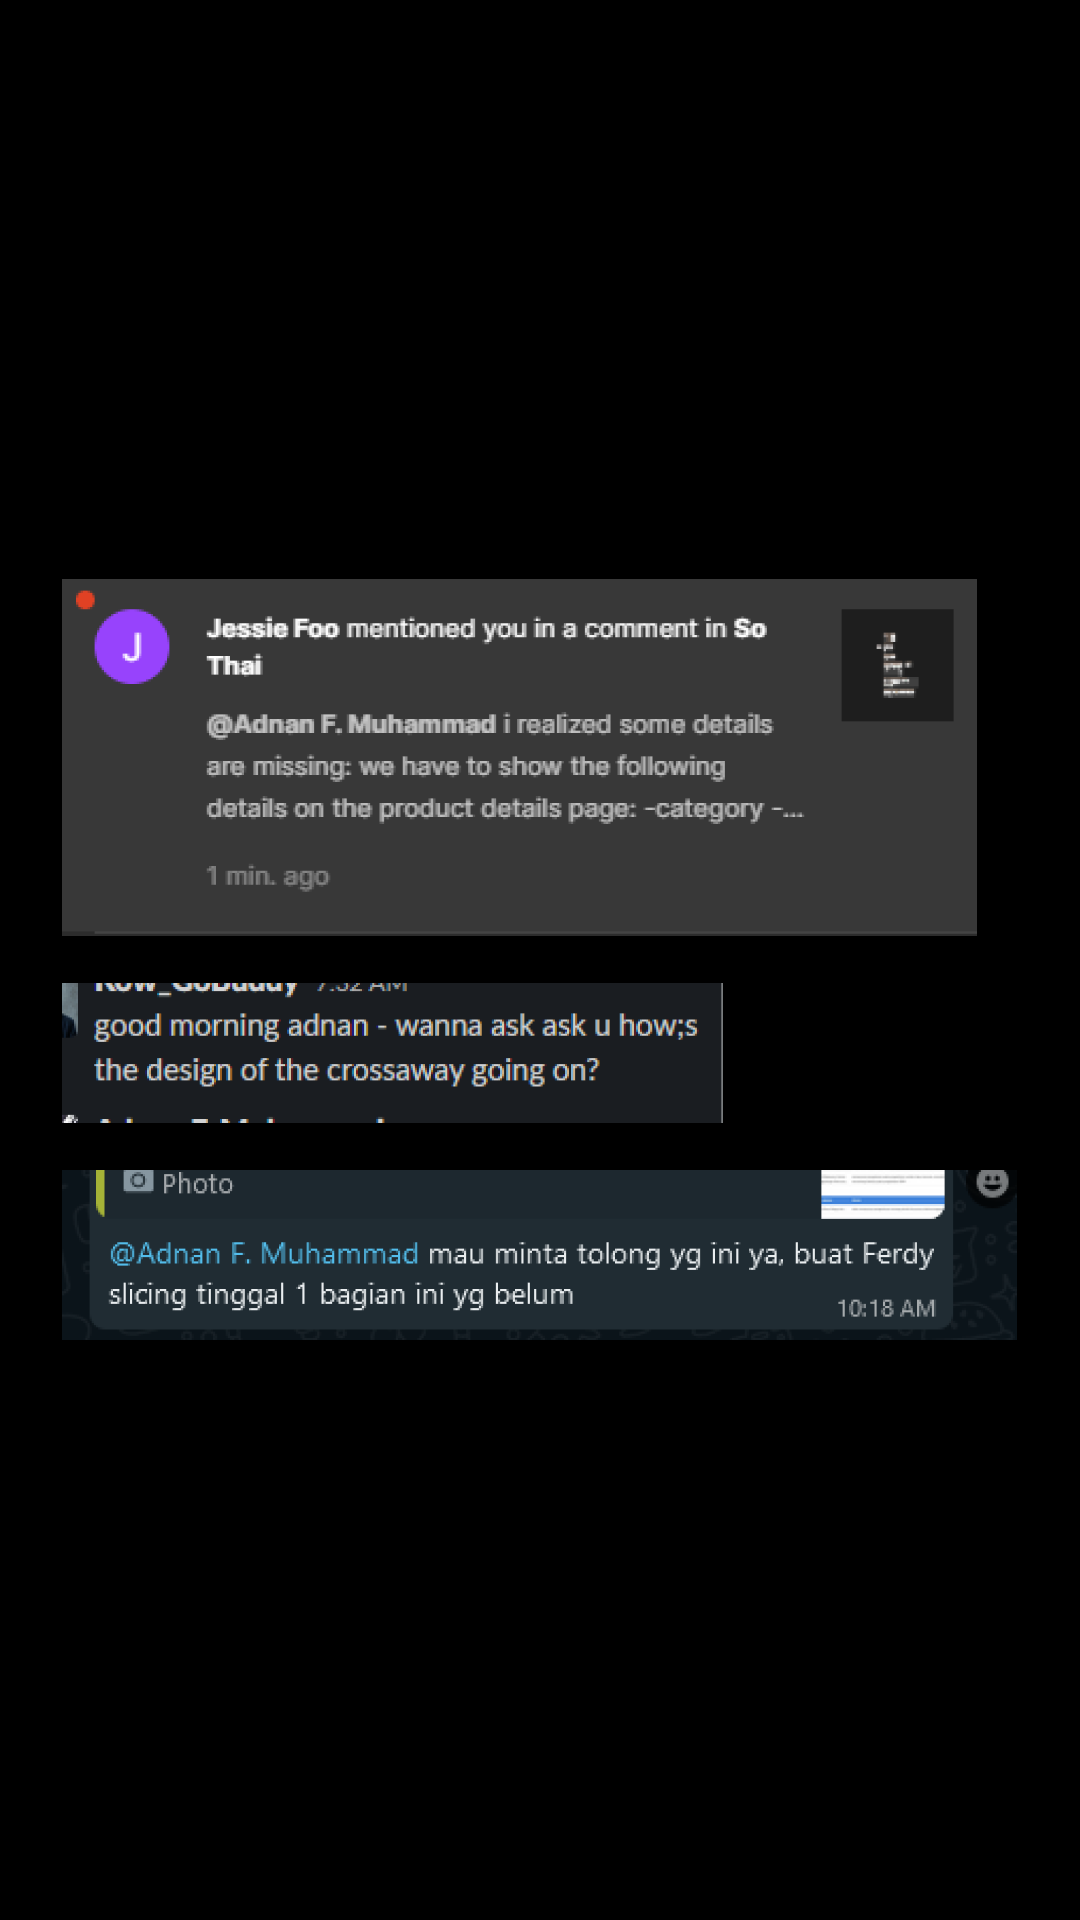 J
Jessie Foo mentioned you in a comment in So
Thai
@Adnan F. Muhammad i realized some details
are missing: we have to show the following
details on the product details page: -category -...
1 min. ago
7:32 AM
good morning adnan - wanna ask ask u how;s
the design of the crossaway going on?
Photo
@Adnan F. Muhammad mau minta tolong yg ini ya, buat Ferdy
slicing tinggal 1 bagian ini yg belum
10:18 AM